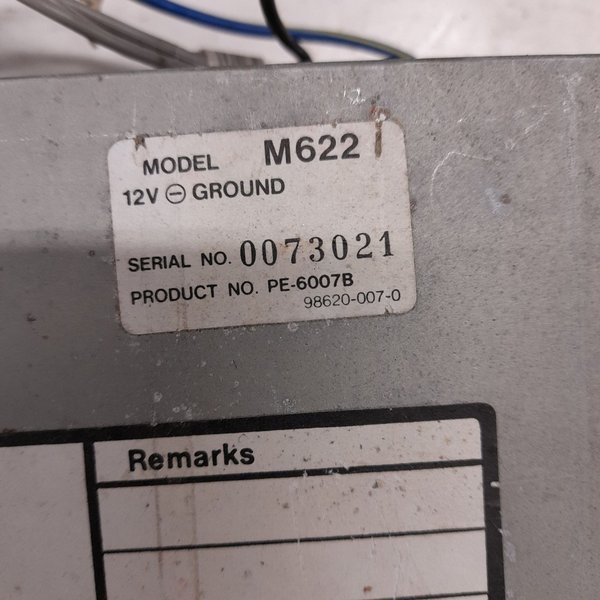 MODEL M622
12V ⊖ GROUND
SERIAL NO. 0073021
PRODUCT NO. PE-6007B
98620-007-0
Remarks